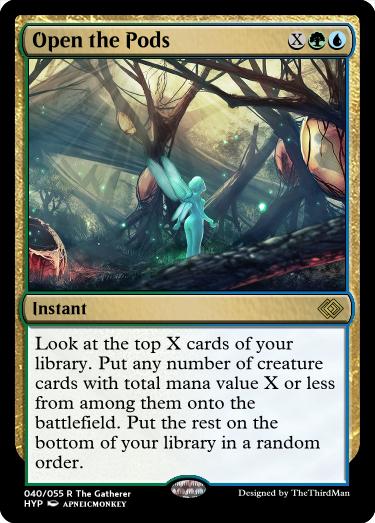 Open the Pods X
Instant
Look at the top X cards of your
library. Put any number of creature
cards with total mana value X or less
from among them onto the
battlefield. Put the rest on the
bottom of your library in a random
order.
040/055 R The Gatherer
HYP APNEICMONKEY
Designed by TheThirdMan